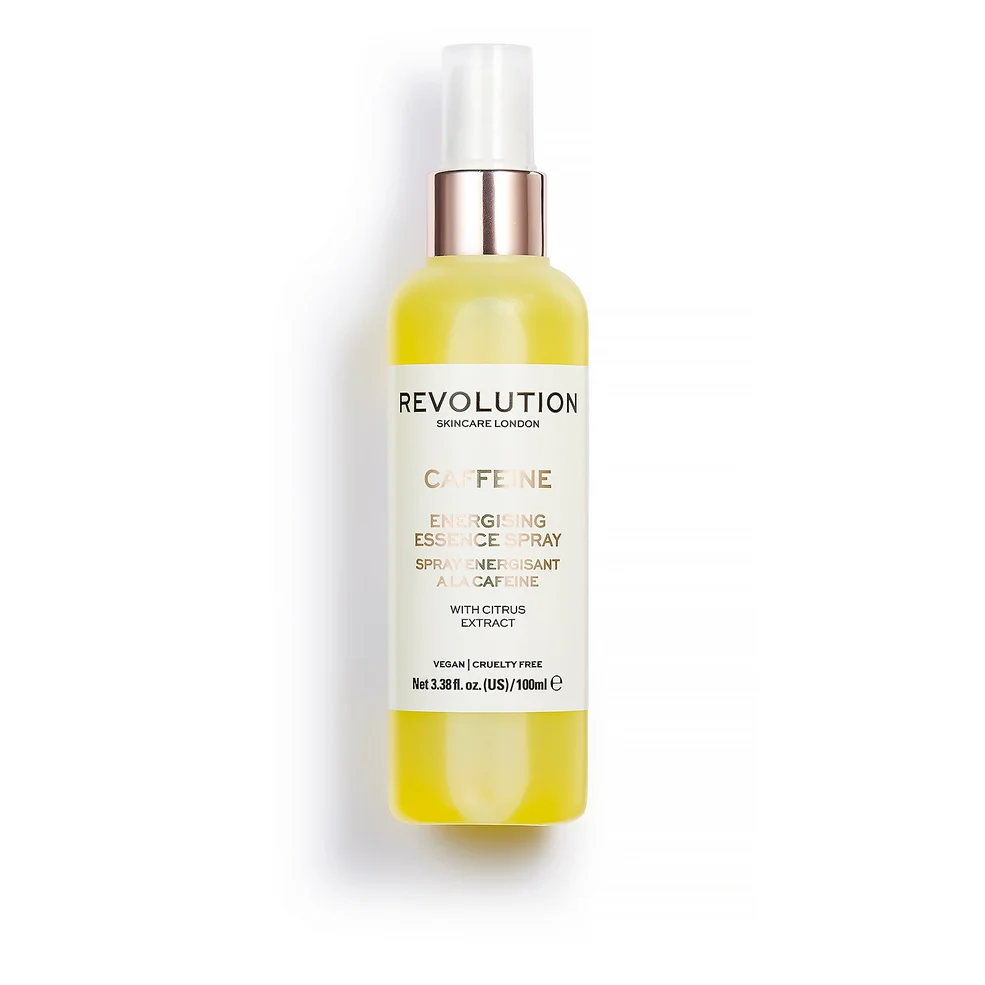 REVOLUTION
SKINCARE LONDON
CAFFEINE
ENERGISING
ESSENCE SPRAY
SPRAY ENERGISANT
A LA CAFEINE
WITH CITRUS
EXTRACT
VEGAN | CRUELTY FREE
Net 3.38 fl. oz. (US) / 100ml ℮